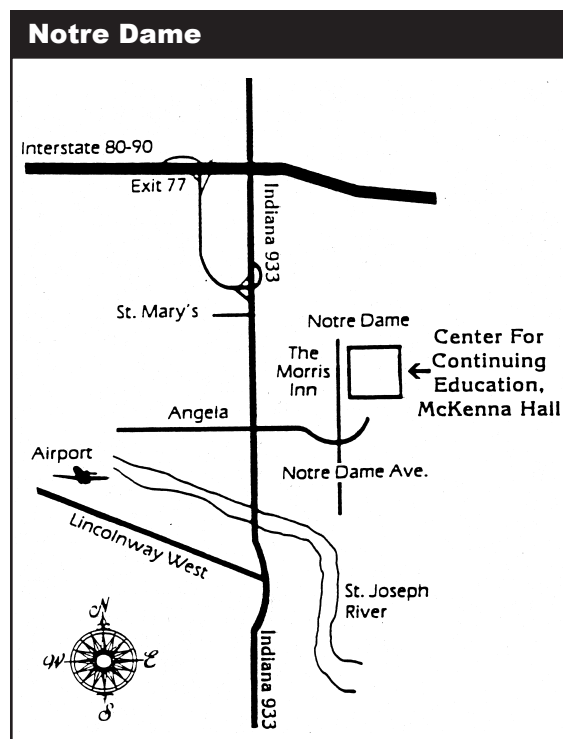 Notre Dame
Interstate 80-90
Exit 77
Indiana 933
St. Mary's
Notre Dame
The
Morris
Inn
Center For
Continuing
Education,
McKenna Hall
Angela
Airport
Notre Dame Ave.
Lincolnway West
St. Joseph
River
N
W
E
S
Indiana 933